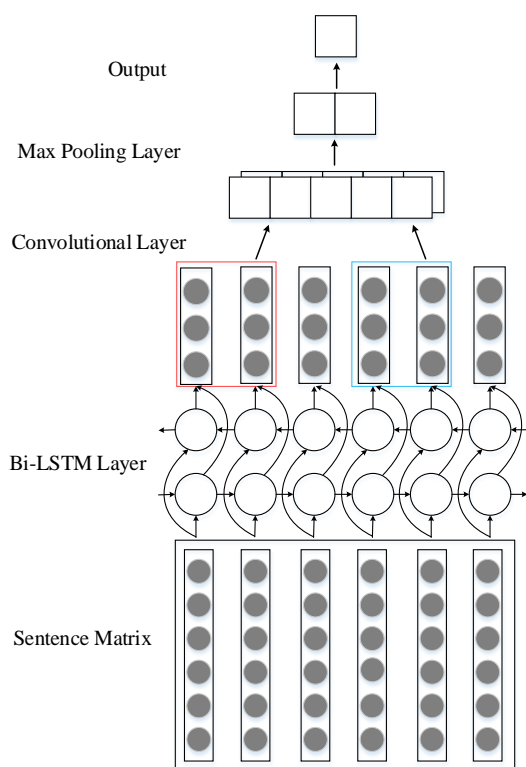 Output
Max Pooling Layer
Convolutional Layer
Bi-LSTM Layer
Sentence Matrix